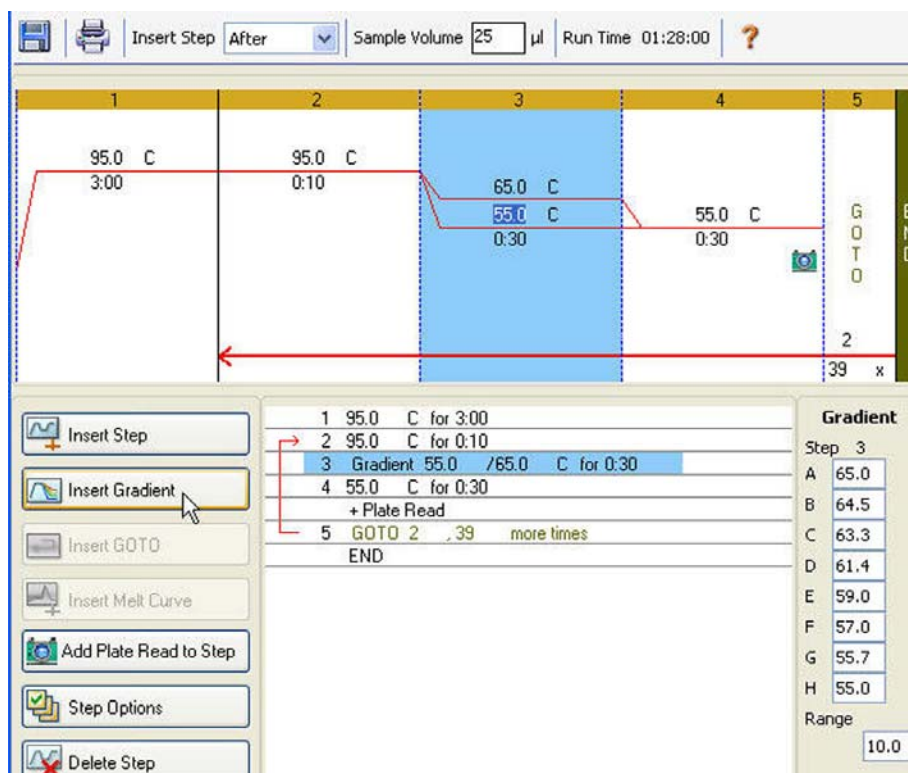 Insert Step After Sample Volume 25 µl Run Time 01:28:00 ?
1 2 3 4 5
95.0 C 95.0 C
3:00 0:10
65.0 C
55.0 C 55.0 C
0:30 0:30
G
O
T
O
2
39 x
Insert Step
Insert Gradient
Insert GOTO
Insert Melt Curve
Add Plate Read to Step
Step Options
Delete Step
1 95.0 C for 3:00
2 95.0 C for 0:10
3 Gradient 55.0 /65.0 C for 0:30
4 55.0 C for 0:30
+ Plate Read
5 GOTO 2 , 39 more times
END
Gradient
Step 3
A 65.0
B 64.5
C 63.3
D 61.4
E 59.0
F 57.0
G 55.7
H 55.0
Range
10.0